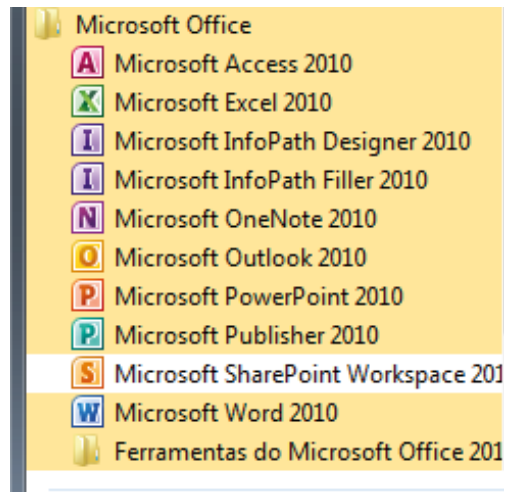 Microsoft Office
A Microsoft Access 2010
X Microsoft Excel 2010
I Microsoft InfoPath Designer 2010
I Microsoft InfoPath Filler 2010
N Microsoft OneNote 2010
O Microsoft Outlook 2010
P Microsoft PowerPoint 2010
P Microsoft Publisher 2010
S Microsoft SharePoint Workspace 201
W Microsoft Word 2010
Ferramentas do Microsoft Office 201